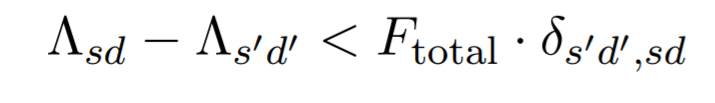 Λ_{sd} − Λ_{s′d′} < F_{total} · δ_{s′d′,sd}